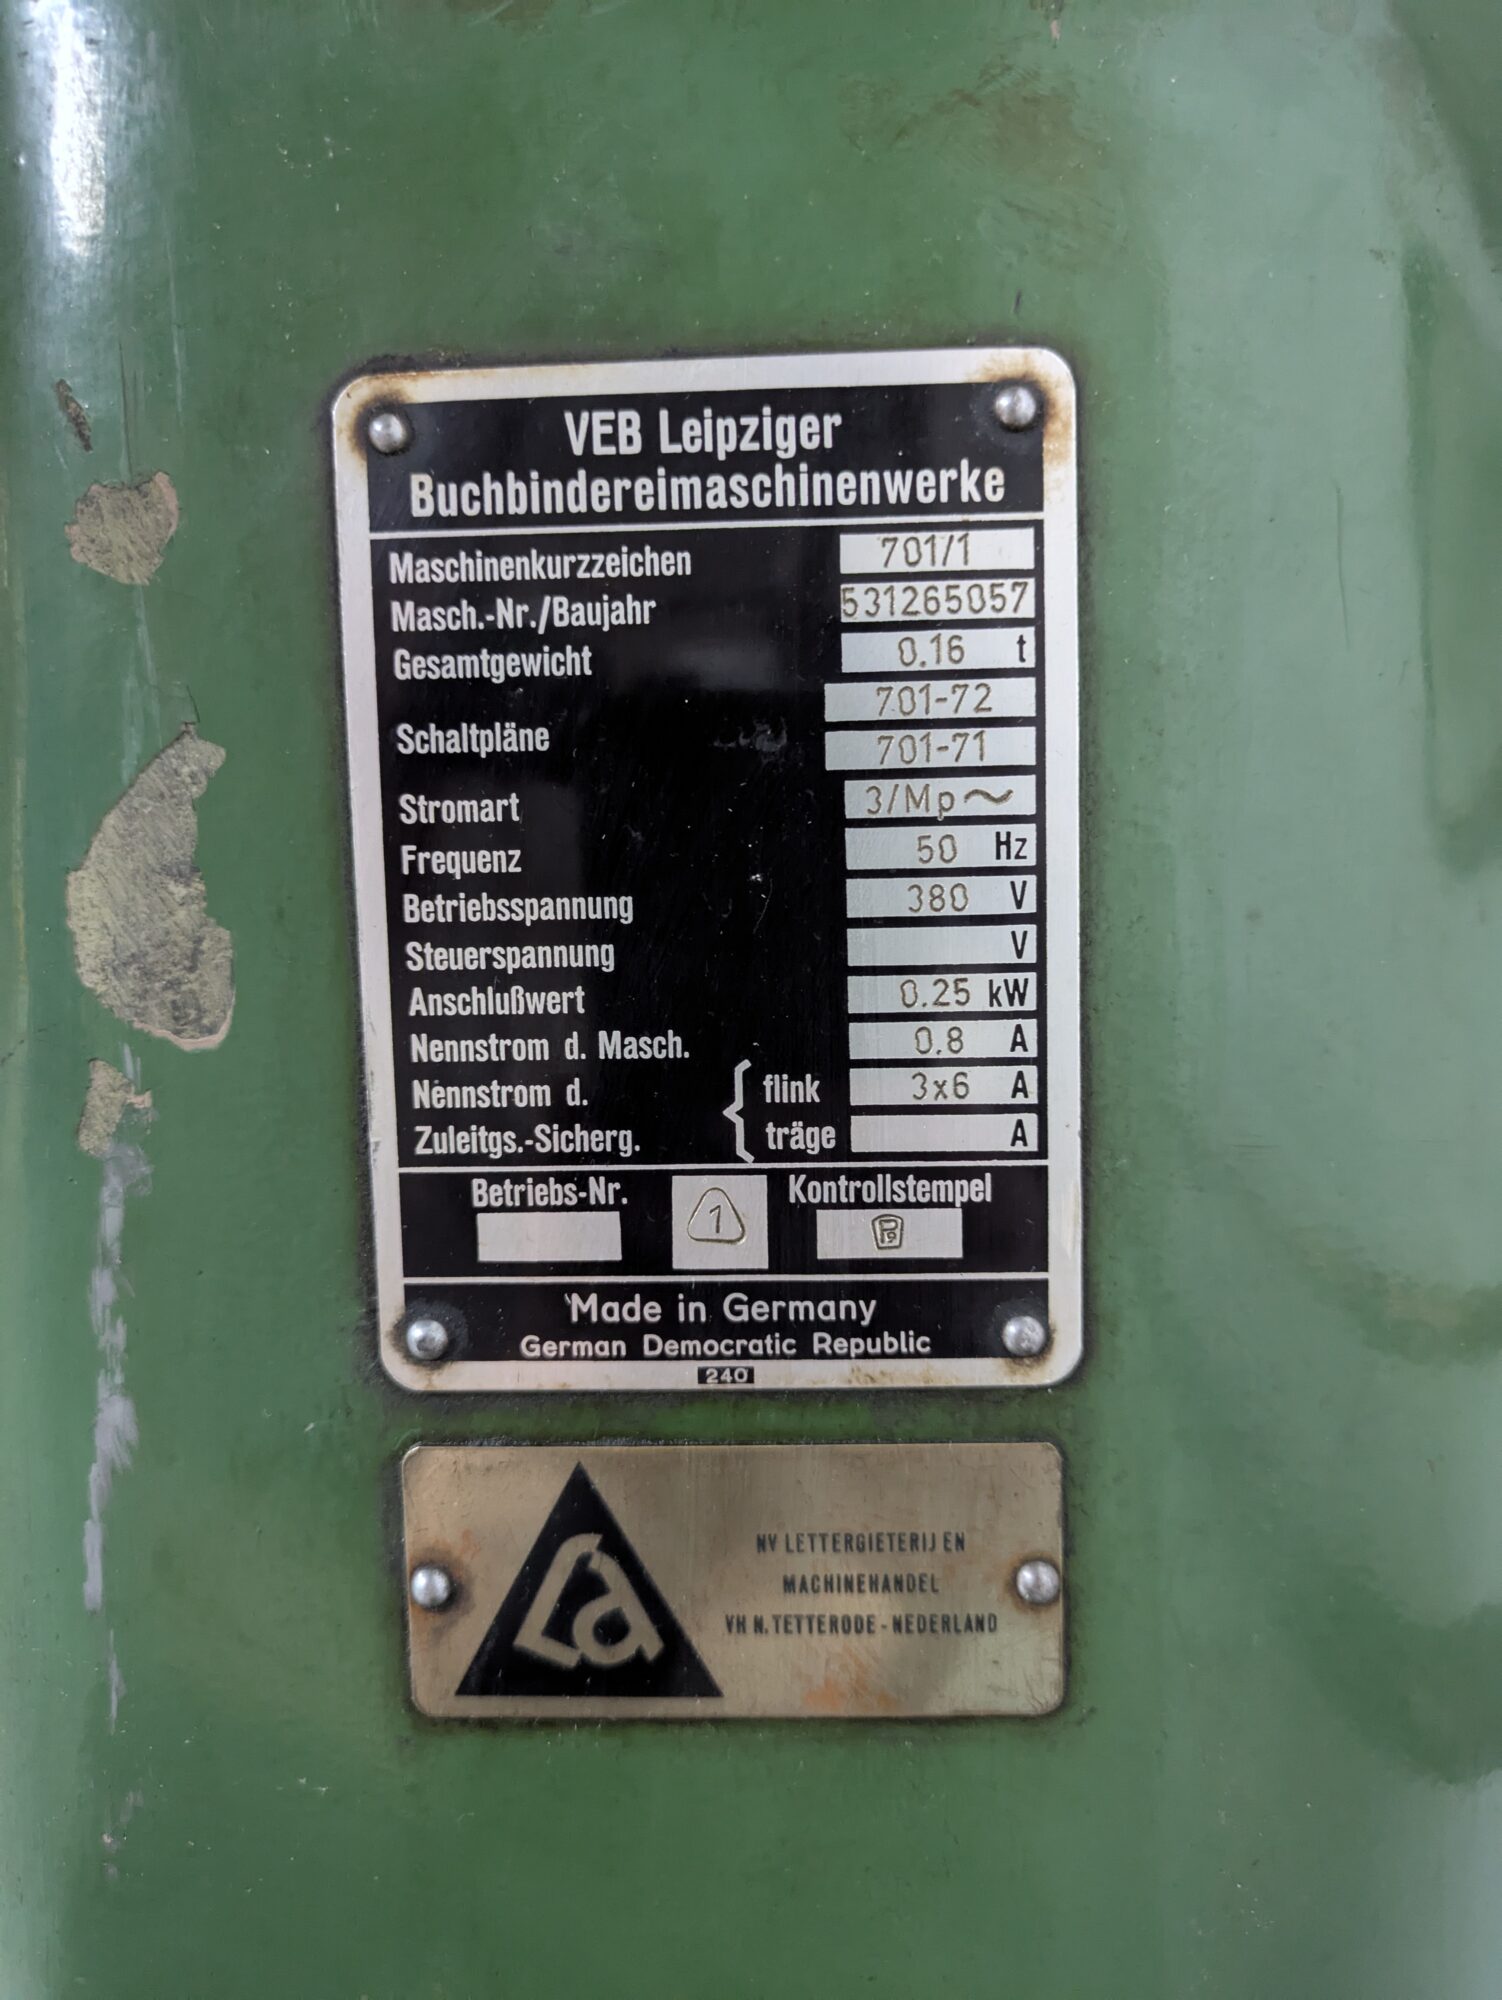 VEB Leipziger
Buchbindereimaschinenwerke
Maschinenkurzzeichen 701/1
Masch.-Nr./Baujahr 531265057
Gesamtgewicht 0.16 t
Schaltpläne 701-72
701-71
Stromart 3/Mp~
Frequenz 50 Hz
Betriebsspannung 380 V
Steuerspannung V
Anschlußwert 0.25 kW
Nennstrom d. Masch. 0.8 A
Nennstrom d. flink 3x6 A
Zuleitgs.-Sicherg. träge A
Betriebs-Nr. 1 Kontrollstempel
Made in Germany
German Democratic Republic
240
NV LETTERGIETERIJ EN
MACHINEHANDEL
VH N. TETTERODE - NEDERLAND